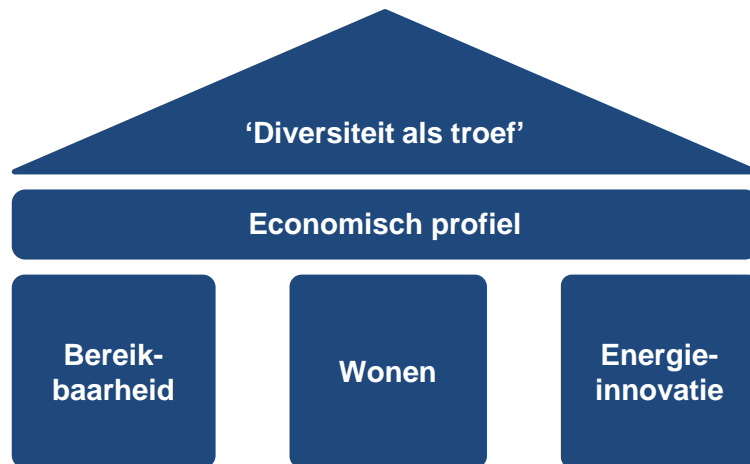 ‘Diversiteit als troef’
Economisch profiel
Bereik-
baarheid
Wonen
Energie-
innovatie